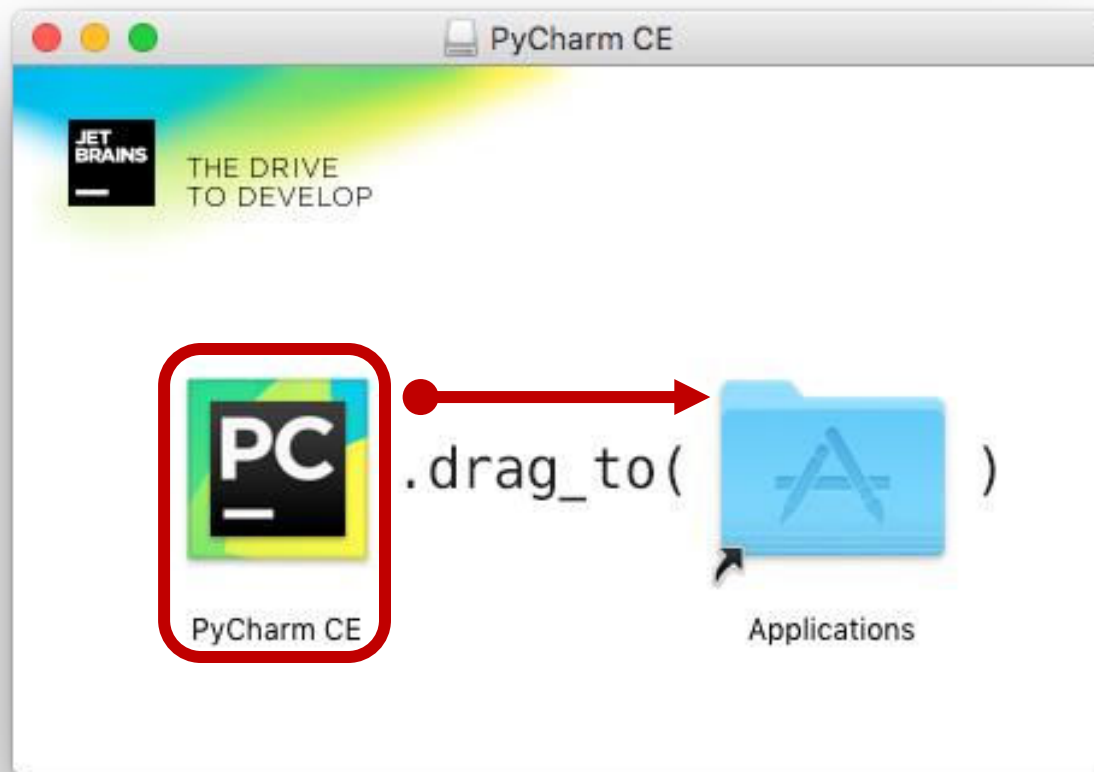 PyCharm CE
JET
BRAINS
THE DRIVE
TO DEVELOP
PC
.drag_to( )
PyCharm CE
Applications